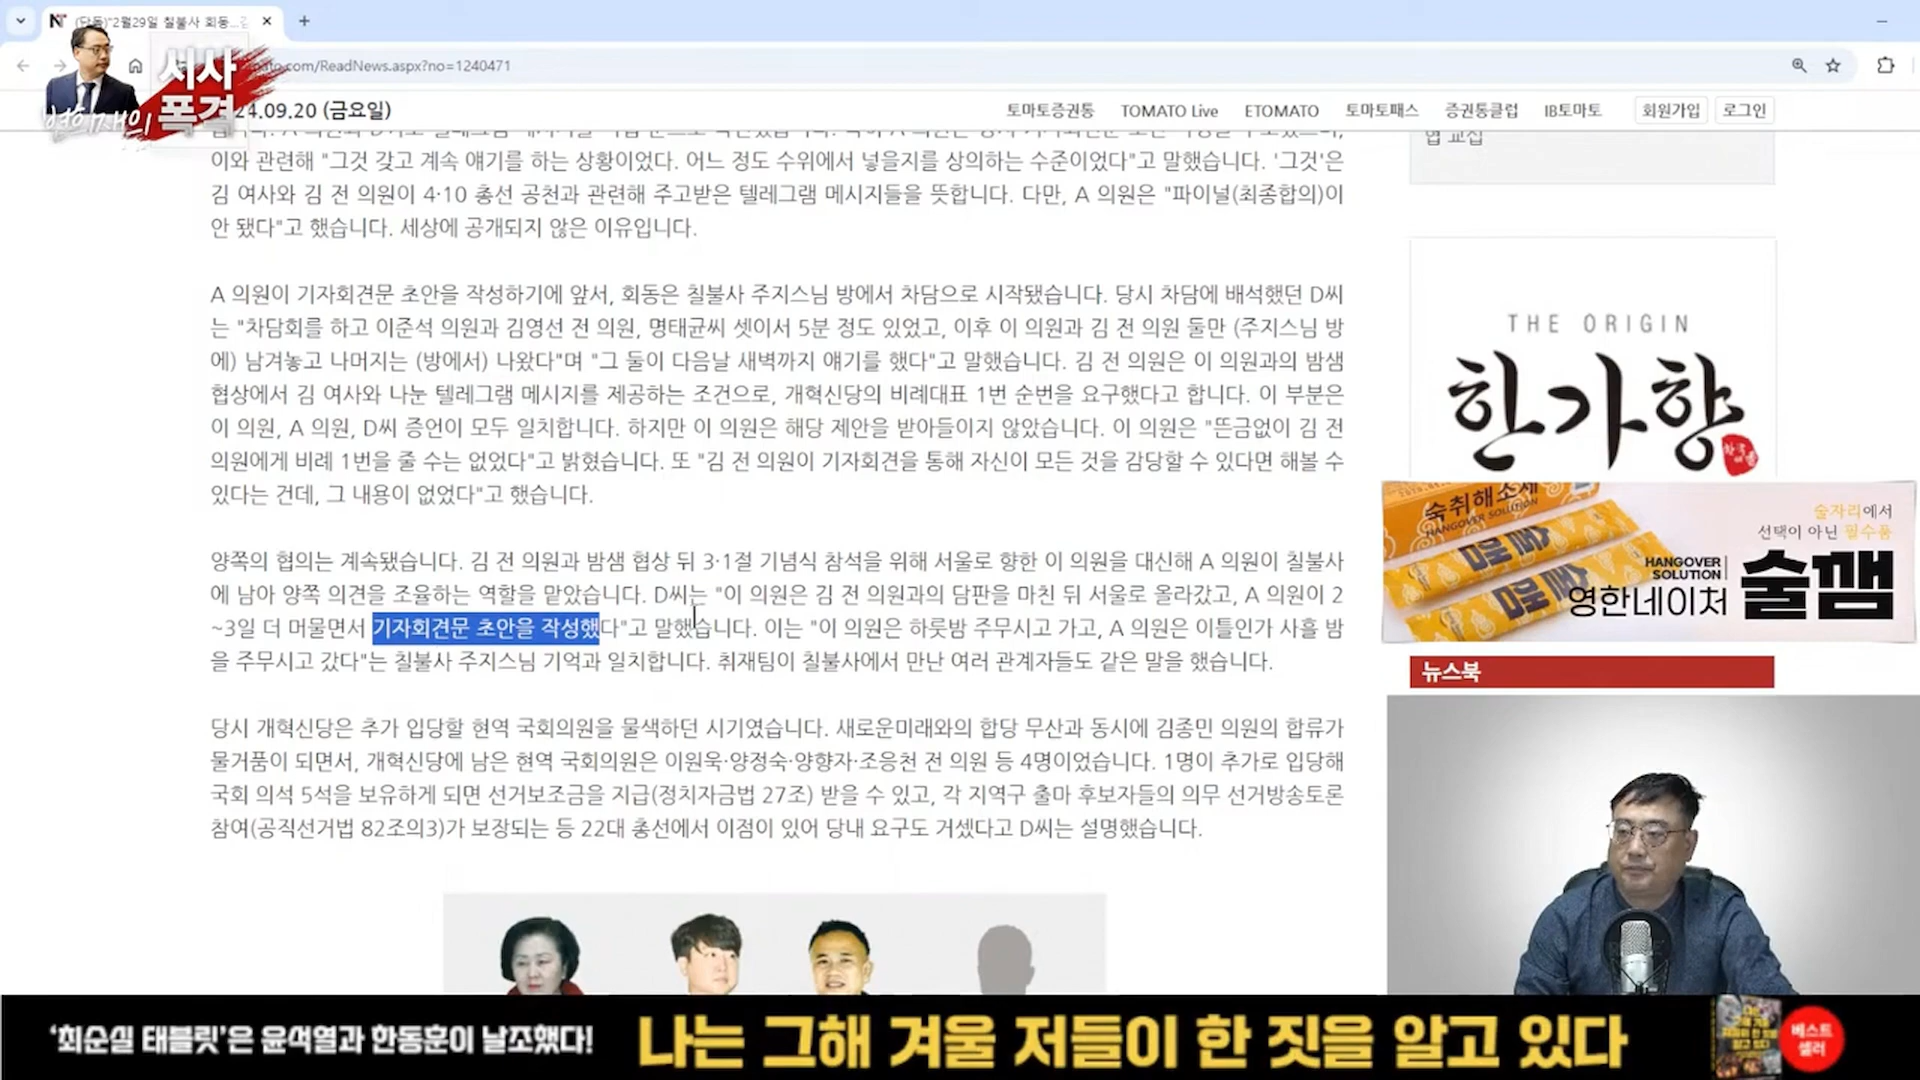 (단독)"2월29일 칠불사 회동...
시사
폭격
변희재의
ato.com/ReadNews.aspx?no=1240471
24.09.20 (금요일)
토마토증권통 TOMATO Live ETOMATO 토마토패스 증권통클럽 IB토마토 회원가입 로그인
이와 관련해 "그것 갖고 계속 얘기를 하는 상황이었다. 어느 정도 수위에서 넣을지를 상의하는 수준이었다"고 말했습니다. '그것'은
김 여사와 김 전 의원이 4·10 총선 공천과 관련해 주고받은 텔레그램 메시지들을 뜻합니다. 다만, A 의원은 "파이널(최종합의)이
안 됐다"고 했습니다. 세상에 공개되지 않은 이유입니다.
A 의원이 기자회견문 초안을 작성하기에 앞서, 회동은 칠불사 주지스님 방에서 차담으로 시작됐습니다. 당시 차담에 배석했던 D씨
는 "차담회를 하고 이준석 의원과 김영선 전 의원, 명태균씨 셋이서 5분 정도 있었고, 이후 이 의원과 김 전 의원 둘만 (주지스님 방
에) 남겨놓고 나머지는 (방에서) 나왔다"며 "그 둘이 다음날 새벽까지 얘기를 했다"고 말했습니다. 김 전 의원은 이 의원과의 밤샘
협상에서 김 여사와 나눈 텔레그램 메시지를 제공하는 조건으로, 개혁신당의 비례대표 1번 순번을 요구했다고 합니다. 이 부분은
이 의원, A 의원, D씨 증언이 모두 일치합니다. 하지만 이 의원은 해당 제안을 받아들이지 않았습니다. 이 의원은 "뜬금없이 김 전
의원에게 비례 1번을 줄 수는 없었다"고 밝혔습니다. 또 "김 전 의원이 기자회견을 통해 자신이 모든 것을 감당할 수 있다면 해볼 수
있다는 건데, 그 내용이 없었다"고 했습니다.
양쪽의 협의는 계속됐습니다. 김 전 의원과 밤샘 협상 뒤 3·1절 기념식 참석을 위해 서울로 향한 이 의원을 대신해 A 의원이 칠불사
에 남아 양쪽 의견을 조율하는 역할을 맡았습니다. D씨는 "이 의원은 김 전 의원과의 담판을 마친 뒤 서울로 올라갔고, A 의원이 2
~3일 더 머물면서 기자회견문 초안을 작성했다"고 말했습니다. 이는 "이 의원은 하룻밤 주무시고 가고, A 의원은 이틀인가 사흘 밤
을 주무시고 갔다"는 칠불사 주지스님 기억과 일치합니다. 취재팀이 칠불사에서 만난 여러 관계자들도 같은 말을 했습니다.
당시 개혁신당은 추가 입당할 현역 국회의원을 물색하던 시기였습니다. 새로운미래와의 합당 무산과 동시에 김종민 의원의 합류가
물거품이 되면서, 개혁신당에 남은 현역 국회의원은 이원욱·양정숙·양향자·조응천 전 의원 등 4명이었습니다. 1명이 추가로 입당해
국회 의석 5석을 보유하게 되면 선거보조금을 지급(정치자금법 27조) 받을 수 있고, 각 지역구 출마 후보자들의 의무 선거방송토론
참여(공직선거법 82조의3)가 보장되는 등 22대 총선에서 이점이 있어 당내 요구도 거셌다고 D씨는 설명했습니다.
THE ORIGIN
한가향
숙취해소제
HANGOVER SOLUTION
술깸
술깸
술자리에서
선택이 아닌 필수품
HANGOVER
SOLUTION
영한네이처 술깸
뉴스북
'최순실 태블릿'은 윤석열과 한동훈이 날조했다!
나는 그해 겨울 저들이 한 짓을 알고 있다
베스트
셀러